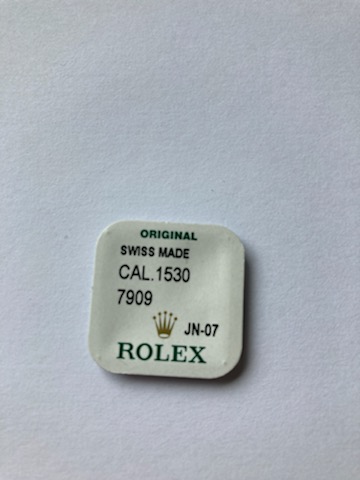 ORIGINAL
SWISS MADE
CAL.1530
7909
JN-07
ROLEX